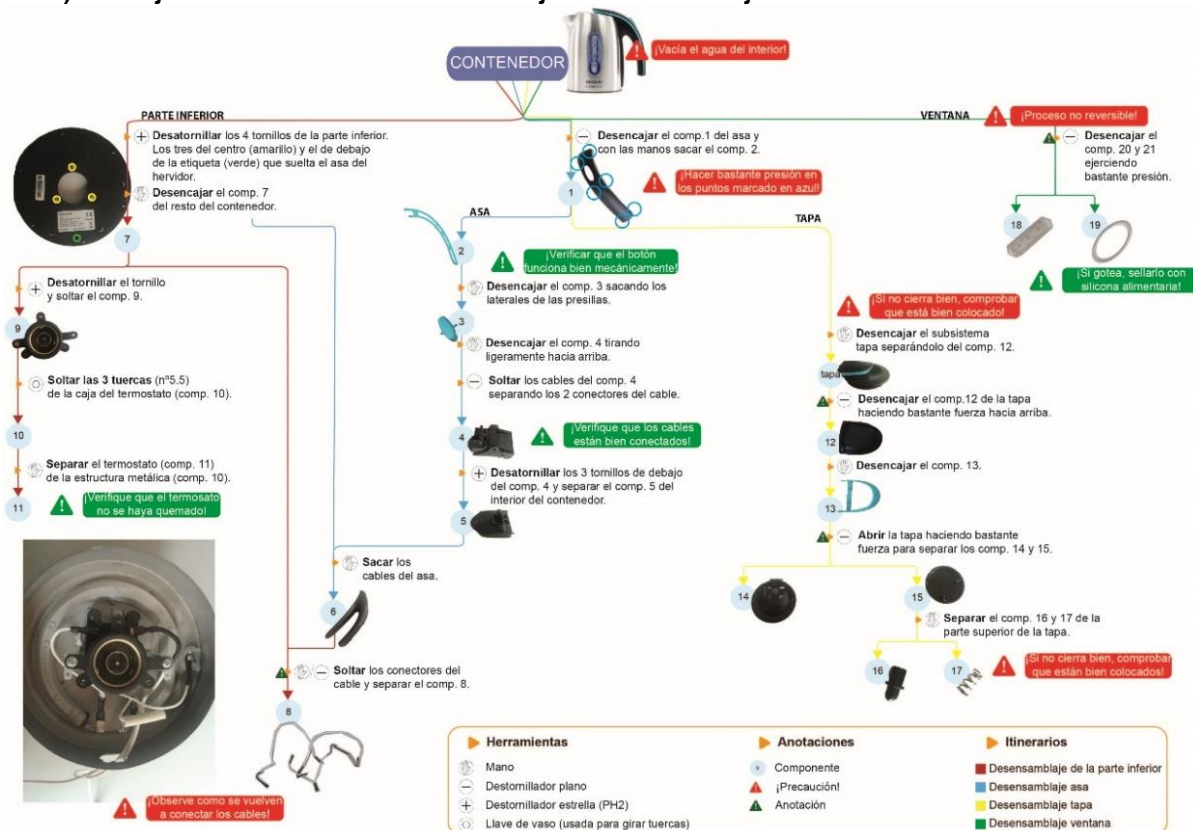 CONTENEDOR
¡Vacía el agua del interior!
PARTE INFERIOR
Desatornillar los 4 tornillos de la parte inferior.
Los tres del centro (amarillo) y el de debajo
de la etiqueta (verde) que suelta el asa del
hervidor.
Desencajar el comp. 7
del resto del contenedor.
7
Desatornillar el tornillo
y soltar el comp. 9.
9
Soltar las 3 tuercas (nº5.5)
de la caja del termostato (comp. 10).
10
Separar el termostato (comp. 11)
de la estructura metálica (comp. 10).
11
¡Verifique que el termosato
no se haya quemado!
¡Observe como se vuelven
a conectar los cables!
Desencajar el comp.1 del asa y
con las manos sacar el comp. 2.
1
¡Hacer bastante presión en
los puntos marcado en azul!
ASA
2
¡Verificar que el botón
funciona bien mecánicamente!
Desencajar el comp. 3 sacando los
laterales de las presillas.
3
Desencajar el comp. 4 tirando
ligeramente hacia arriba.
Soltar los cables del comp. 4
separando los 2 conectores del cable.
4
¡Verifique que los cables
están bien conectados!
Desatornillar los 3 tornillos de debajo
del comp. 4 y separar el comp. 5 del
interior del contenedor.
5
Sacar los
cables del asa.
6
Soltar los conectores del
cable y separar el comp. 8.
8
TAPA
¡Si no cierra bien, comprobar
que está bien colocado!
Desencajar el subsistema
tapa separándolo del comp. 12.
tapa
Desencajar el comp.12 de la tapa
haciendo bastante fuerza hacia arriba.
12
Desencajar el comp. 13.
13
Abrir la tapa haciendo bastante
fuerza para separar los comp. 14 y 15.
14
15
Separar el comp. 16 y 17 de la
parte superior de la tapa.
16
17
¡Si no cierra bien, comprobar
que están bien colocados!
VENTANA
¡Proceso no reversible!
Desencajar el
comp. 20 y 21
ejerciendo
bastante presión.
18
19
¡Si gotea, sellarlo con
silicona alimentaria!
Herramientas
Mano
Destornillador plano
Destornillador estrella (PH2)
Llave de vaso (usada para girar tuercas)
Anotaciones
Componente
¡Precaución!
Anotación
Itinerarios
Desensamblaje de la parte inferior
Desensamblaje asa
Desensamblaje tapa
Desensamblaje ventana